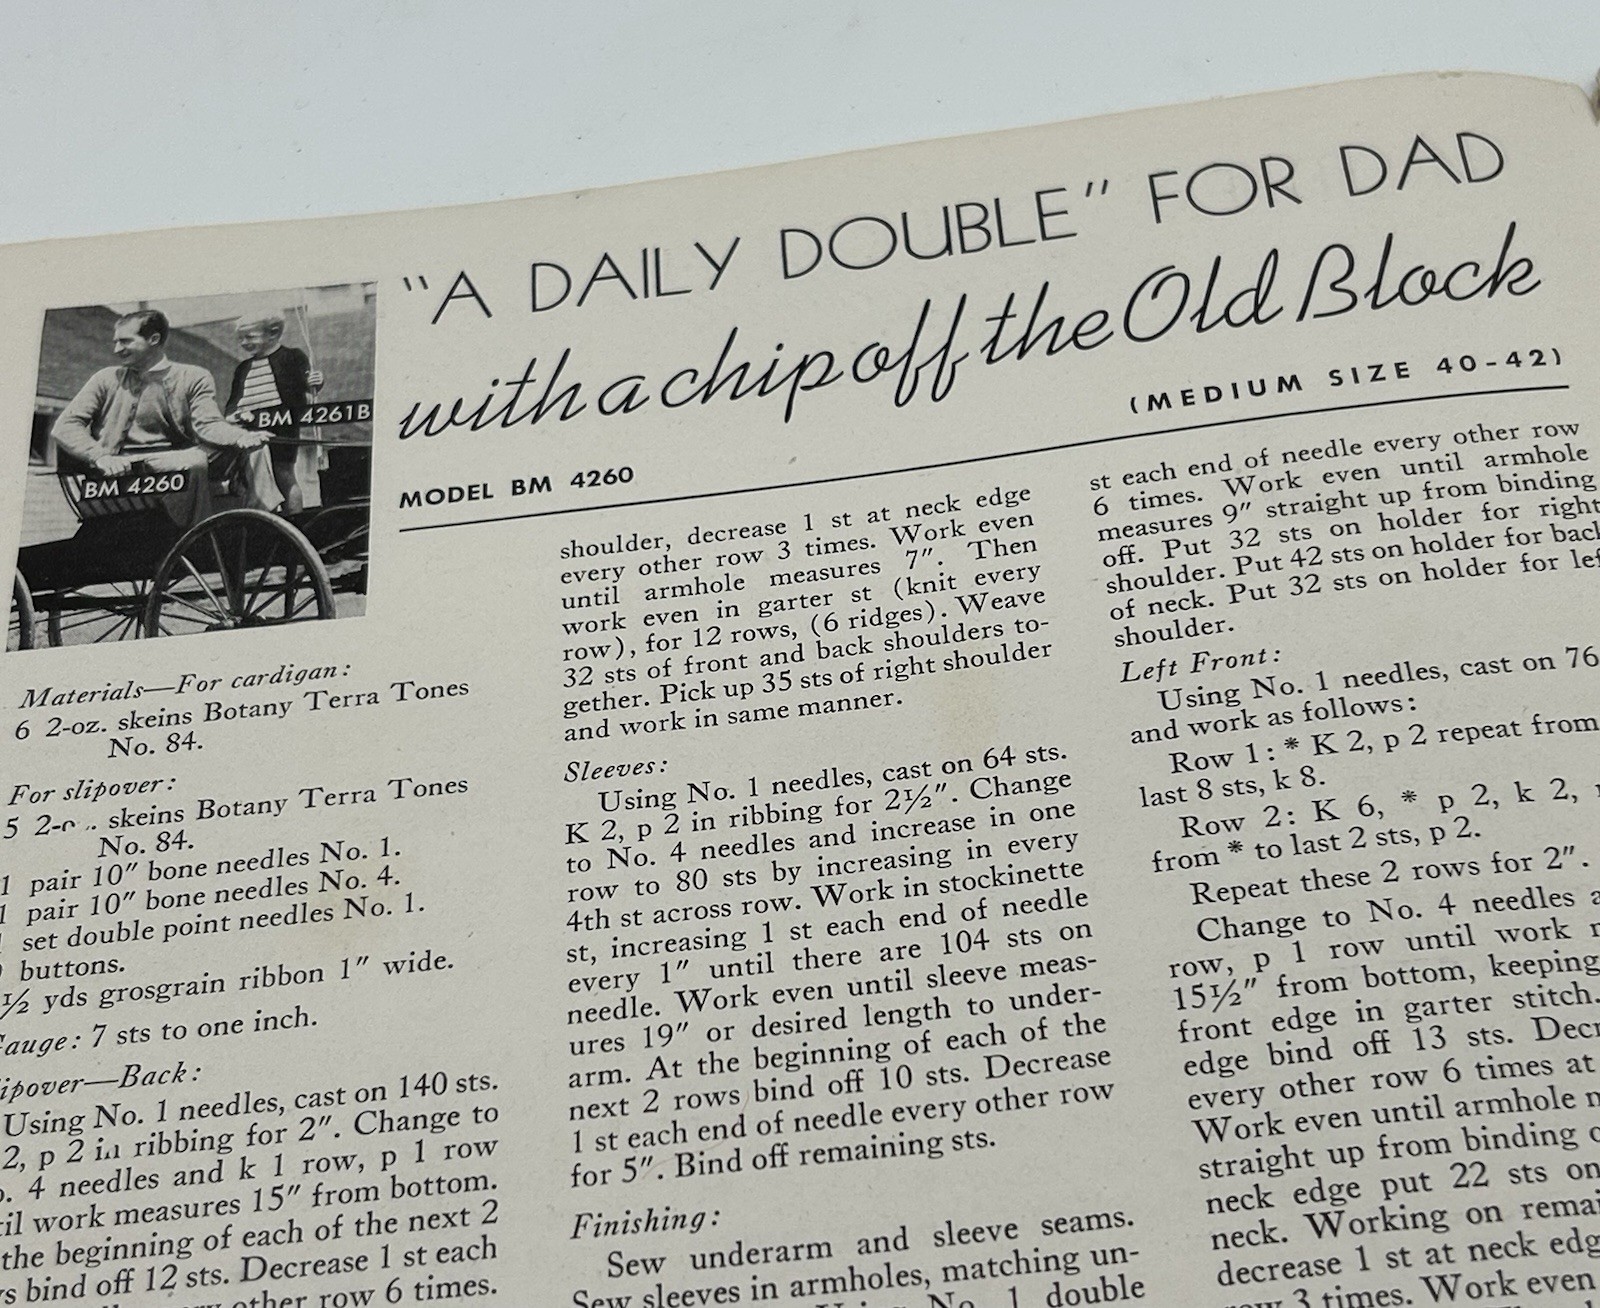 "A DAILY DOUBLE" FOR DAD
with a chip off the Old Block
(MEDIUM SIZE 40-42)
MODEL BM 4260
BM 4261B
BM 4260
Materials—For cardigan:
6 2-oz. skeins Botany Terra Tones
No. 84.
For slipover:
5 2-o .. skeins Botany Terra Tones
No. 84.
1 pair 10" bone needles No. 1.
1 pair 10" bone needles No. 4.
set double point needles No. 1.
buttons.
½ yds grosgrain ribbon 1" wide.
Gauge: 7 sts to one inch.
Slipover—Back:
Using No. 1 needles, cast on 140 sts.
2, p 2 in ribbing for 2". Change to
4 needles and k 1 row, p 1 row
work measures 15" from bottom.
the beginning of each of the next 2
bind off 12 sts. Decrease 1 st each
other row 6 times.
shoulder, decrease 1 st at neck edge
every other row 3 times. Work even
until armhole measures 7". Then
work even in garter st (knit every
row), for 12 rows, (6 ridges). Weave
32 sts of front and back shoulders to-
gether. Pick up 35 sts of right shoulder
and work in same manner.
Sleeves:
Using No. 1 needles, cast on 64 sts.
K 2, p 2 in ribbing for 2½". Change
to No. 4 needles and increase in one
row to 80 sts by increasing in every
4th st across row. Work in stockinette
st, increasing 1 st each end of needle
every 1" until there are 104 sts on
needle. Work even until sleeve meas-
ures 19" or desired length to under-
arm. At the beginning of each of the
next 2 rows bind off 10 sts. Decrease
1 st each end of needle every other row
for 5". Bind off remaining sts.
Finishing:
Sew underarm and sleeve seams.
Sew sleeves in armholes, matching un-
No. 1 double
st each end of needle every other row
6 times. Work even until armhole
measures 9" straight up from binding
off. Put 32 sts on holder for right
shoulder. Put 42 sts on holder for back
of neck. Put 32 sts on holder for left
shoulder.
Left Front:
Using No. 1 needles, cast on 76
and work as follows:
Row 1: * K 2, p 2 repeat from
last 8 sts, k 8.
Row 2: K 6, * p 2, k 2,
from * to last 2 sts, p 2.
Repeat these 2 rows for 2".
Change to No. 4 needles
row, p 1 row until work
15½" from bottom, keeping
front edge in garter stitch.
edge bind off 13 sts. Decr
every other row 6 times at
Work even until armhole
straight up from binding
neck edge put 22 sts on
neck. Working on remai
decrease 1 st at neck edg
row 3 times. Work even